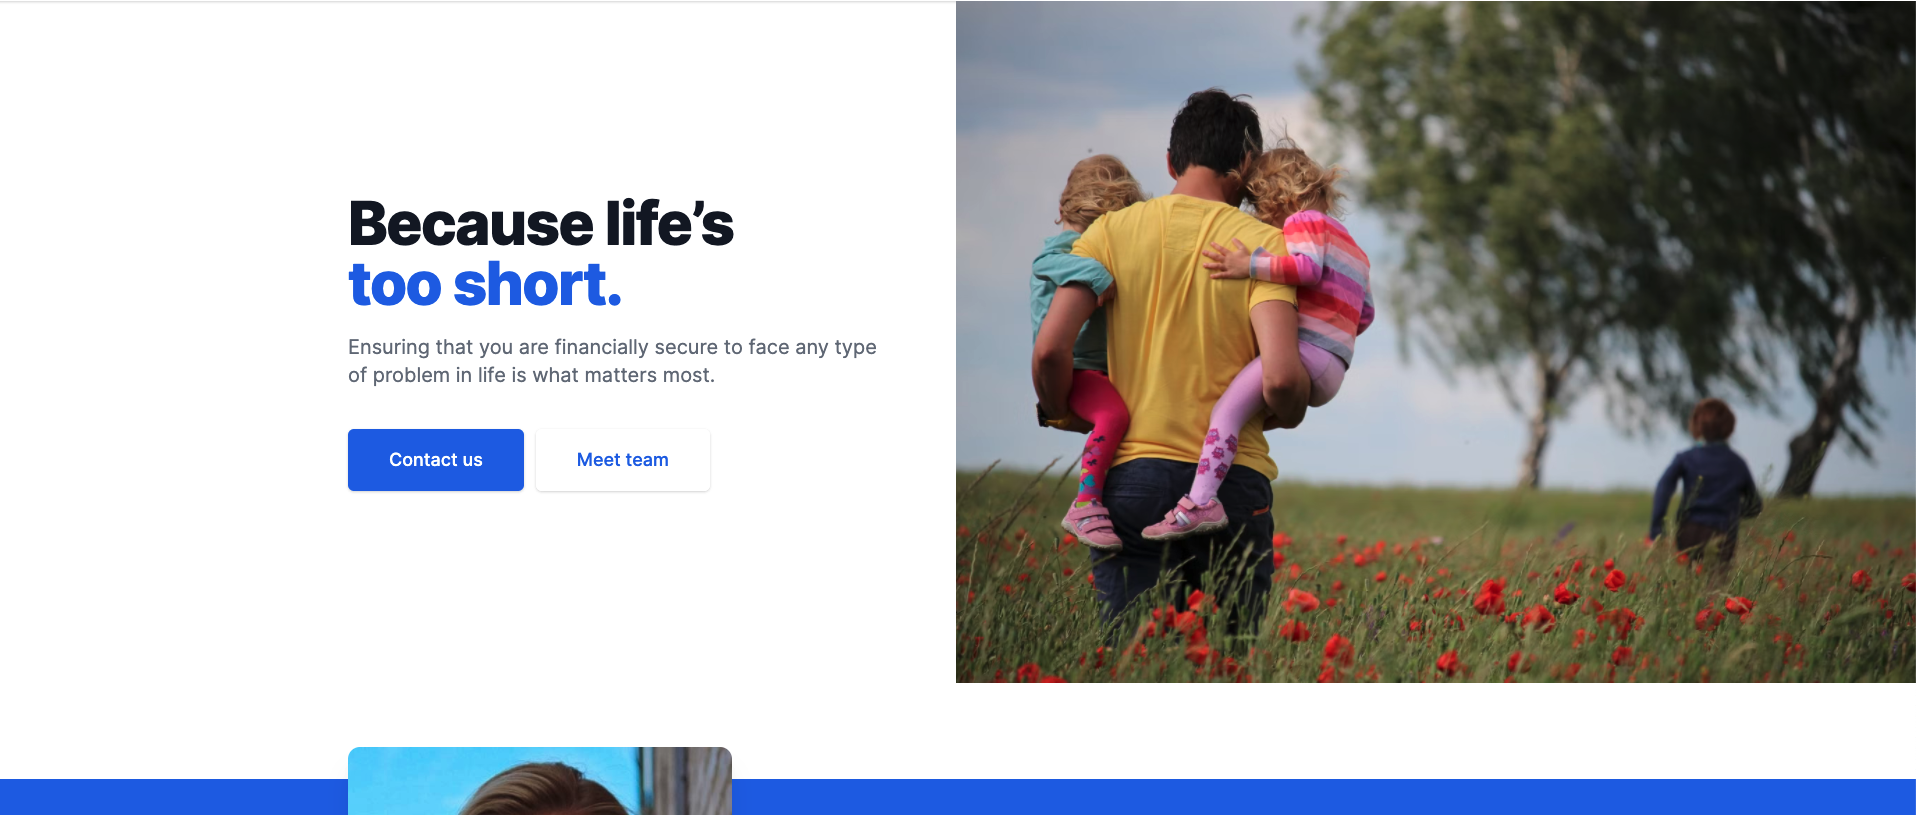 Because life’s
too short.
Ensuring that you are financially secure to face any type
of problem in life is what matters most.
Contact us
Meet team